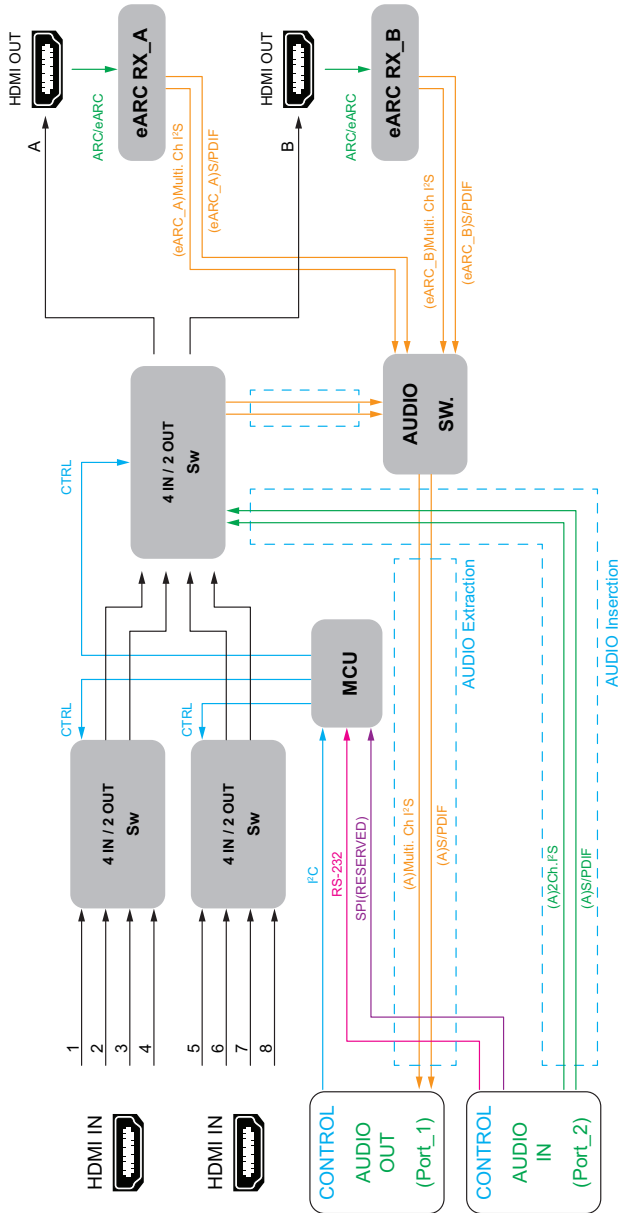 HDMI IN
1
2
3
4
HDMI IN
5
6
7
8
4 IN / 2 OUT
Sw
4 IN / 2 OUT
Sw
CTRL
CTRL
CTRL
4 IN / 2 OUT
Sw
A
HDMI OUT
ARC/eARC
eARC RX_A
(eARC_A)Multi. Ch I²S
(eARC_A)S/PDIF
B
HDMI OUT
ARC/eARC
eARC RX_B
(eARC_B)Multi. Ch I²S
(eARC_B)S/PDIF
AUDIO
SW.
MCU
I²C
RS-232
SPI(RESERVED)
CONTROL
AUDIO
OUT
(Port_1)
(A)Multi. Ch I²S
(A)S/PDIF
AUDIO Extraction
CONTROL
AUDIO
IN
(Port_2)
(A)2Ch.I²S
(A)S/PDIF
AUDIO Inserction